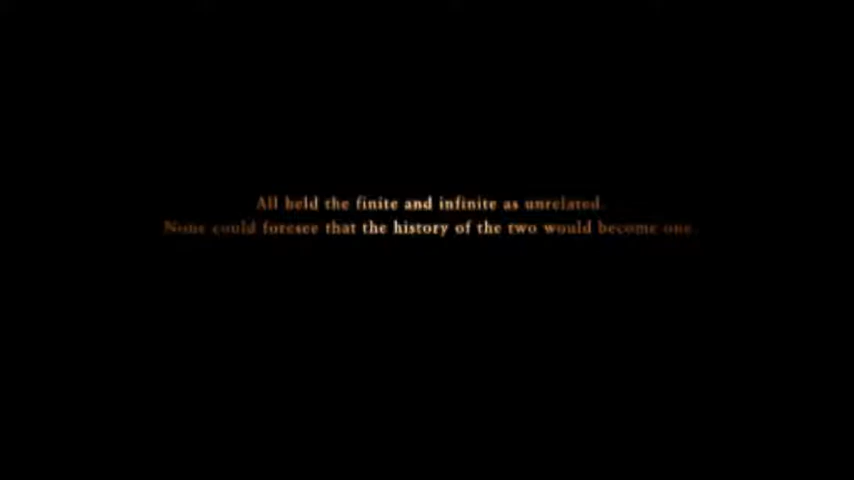 All held the finite and infinite as unrelated.
None could foresee that the history of the two would become one.